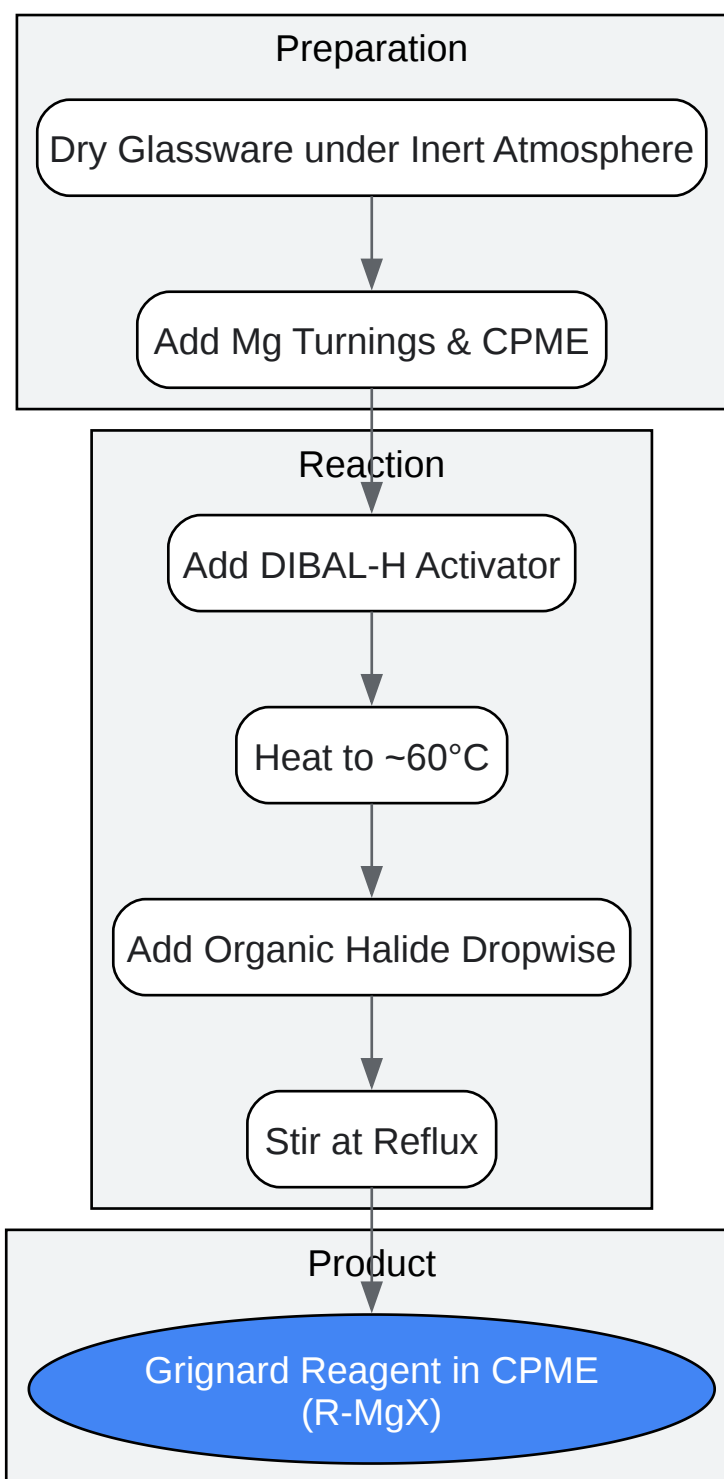 Preparation
Dry Glassware under Inert Atmosphere
Add Mg Turnings & CPME
Reaction
Add DIBAL-H Activator
Heat to ~60°C
Add Organic Halide Dropwise
Stir at Reflux
Product
Grignard Reagent in CPME
(R-MgX)